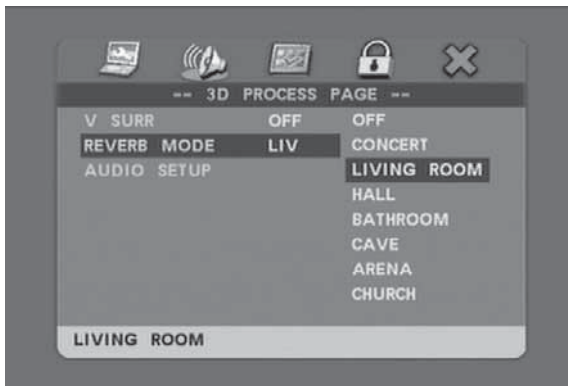 -- 3D PROCESS PAGE --
V SURR OFF OFF
REVERB MODE LIV CONCERT
AUDIO SETUP LIVING ROOM
HALL
BATHROOM
CAVE
ARENA
CHURCH
LIVING ROOM